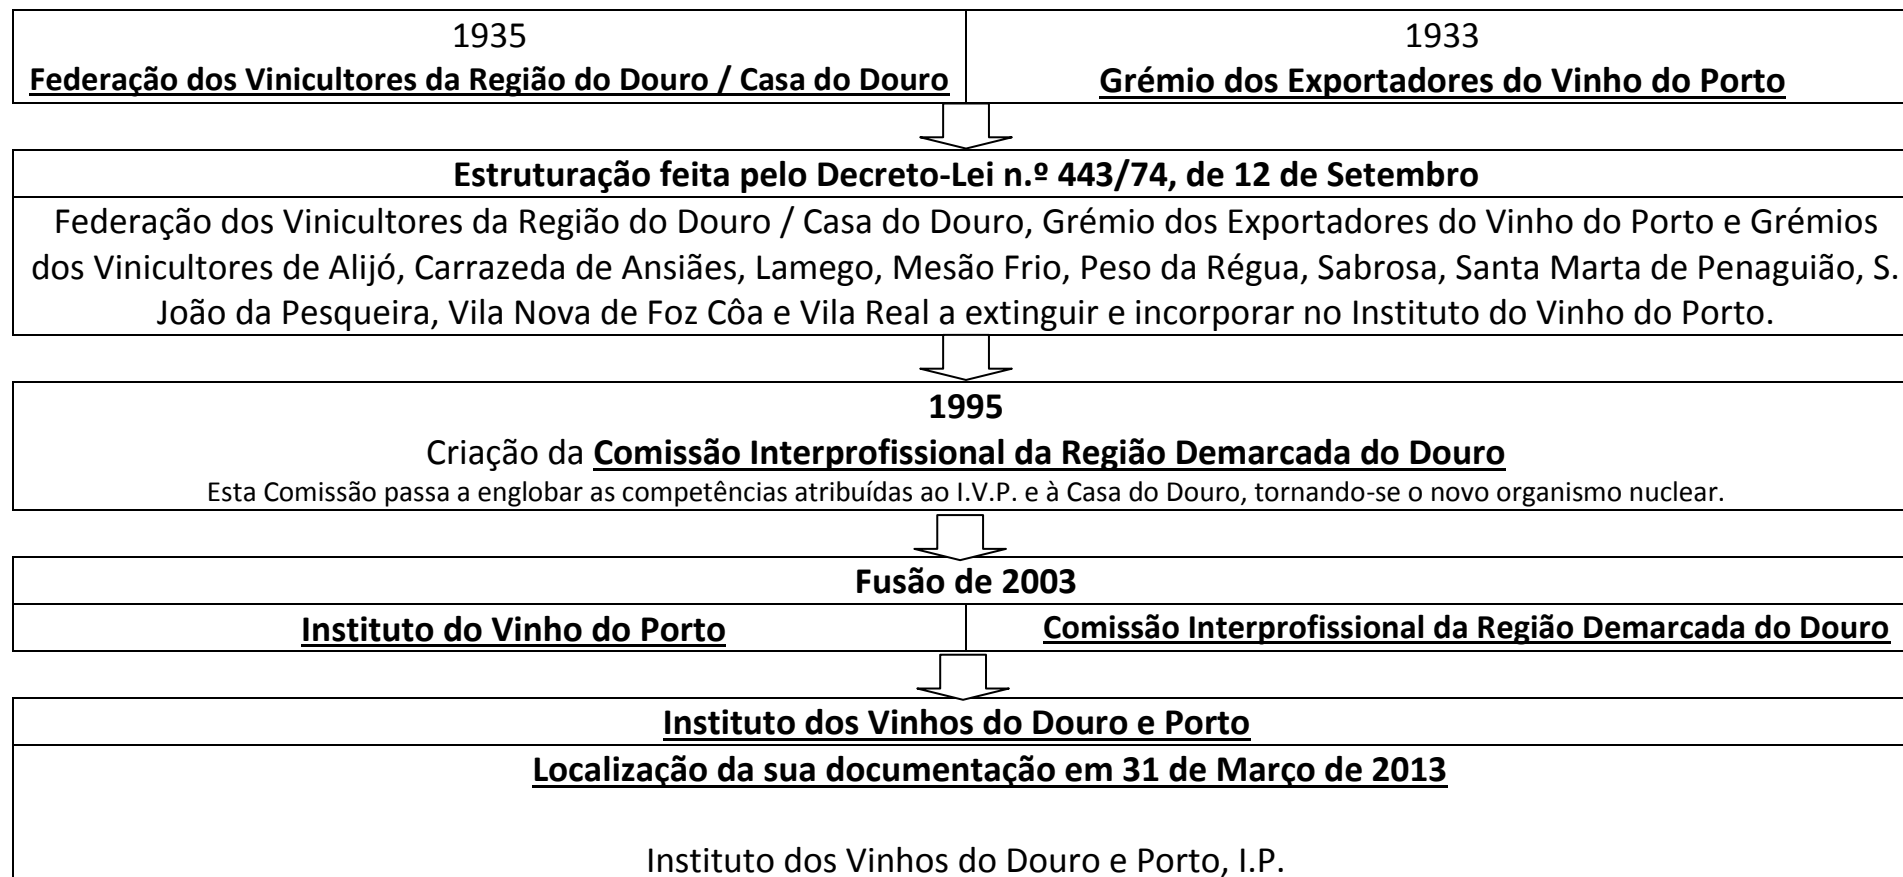 1935
Federação dos Vinicultores da Região do Douro / Casa do Douro
1933
Grémio dos Exportadores do Vinho do Porto
Estruturação feita pelo Decreto-Lei n.º 443/74, de 12 de Setembro
Federação dos Vinicultores da Região do Douro / Casa do Douro, Grémio dos Exportadores do Vinho do Porto e Grémios
dos Vinicultores de Alijó, Carrazeda de Ansiães, Lamego, Mesão Frio, Peso da Régua, Sabrosa, Santa Marta de Penaguião, S.
João da Pesqueira, Vila Nova de Foz Côa e Vila Real a extinguir e incorporar no Instituto do Vinho do Porto.
1995
Criação da Comissão Interprofissional da Região Demarcada do Douro
Esta Comissão passa a englobar as competências atribuídas ao I.V.P. e à Casa do Douro, tornando-se o novo organismo nuclear.
Fusão de 2003
Instituto do Vinho do Porto
Comissão Interprofissional da Região Demarcada do Douro
Instituto dos Vinhos do Douro e Porto
Localização da sua documentação em 31 de Março de 2013
Instituto dos Vinhos do Douro e Porto, I.P.